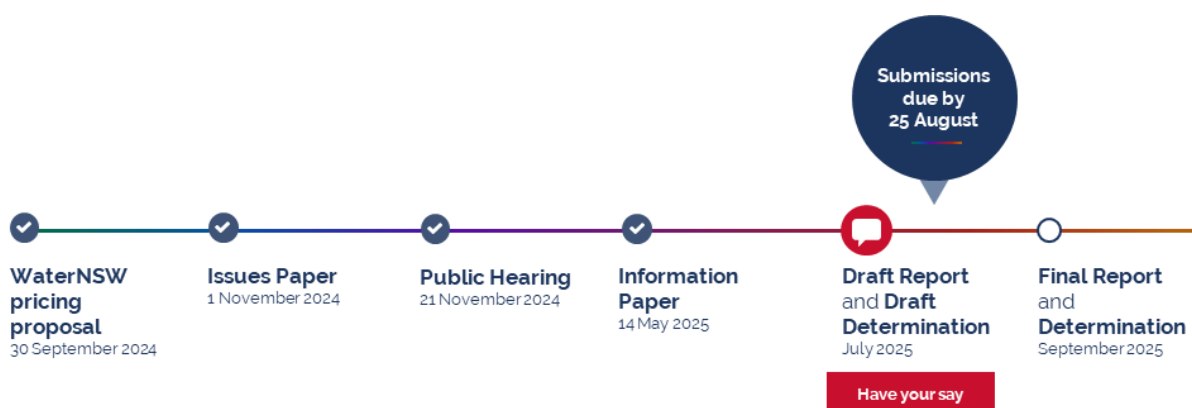 Submissions
due by
25 August
WaterNSW
pricing
proposal
30 September 2024
Issues Paper
1 November 2024
Public Hearing
21 November 2024
Information
Paper
14 May 2025
Draft Report
and Draft
Determination
July 2025
Have your say
Final Report
and
Determination
September 2025